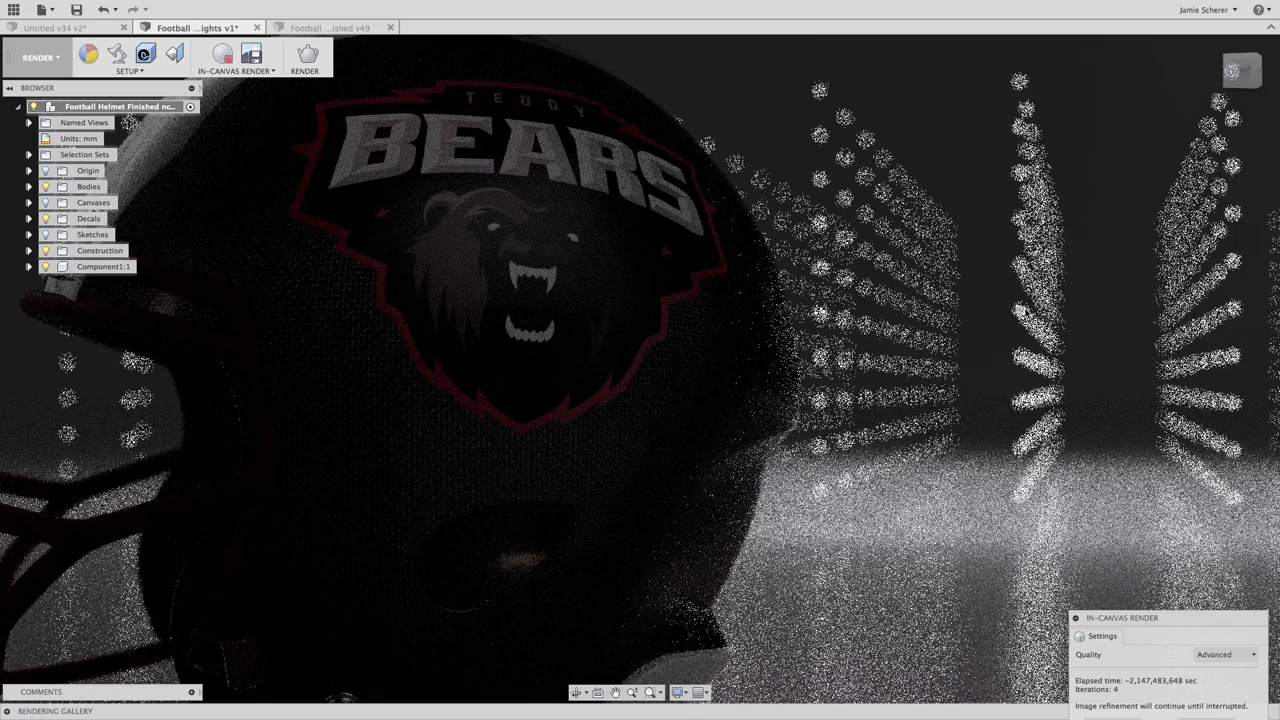 Jamie Scherer
Untitled v34 v2*
Football ...ights v1*
Football ...ished v49
RENDER
SETUP
IN-CANVAS RENDER
RENDER
BROWSER
Football Helmet Finished nc...
Named Views
Units: mm
Selection Sets
Origin
Bodies
Canvases
Decals
Sketches
Construction
Component1:1
TEDDY
BEARS
IN-CANVAS RENDER
Settings
Quality
Advanced
Elapsed time: -2,147,483,648 sec
Iterations: 4
Image refinement will continue until interrupted.
COMMENTS
RENDERING GALLERY